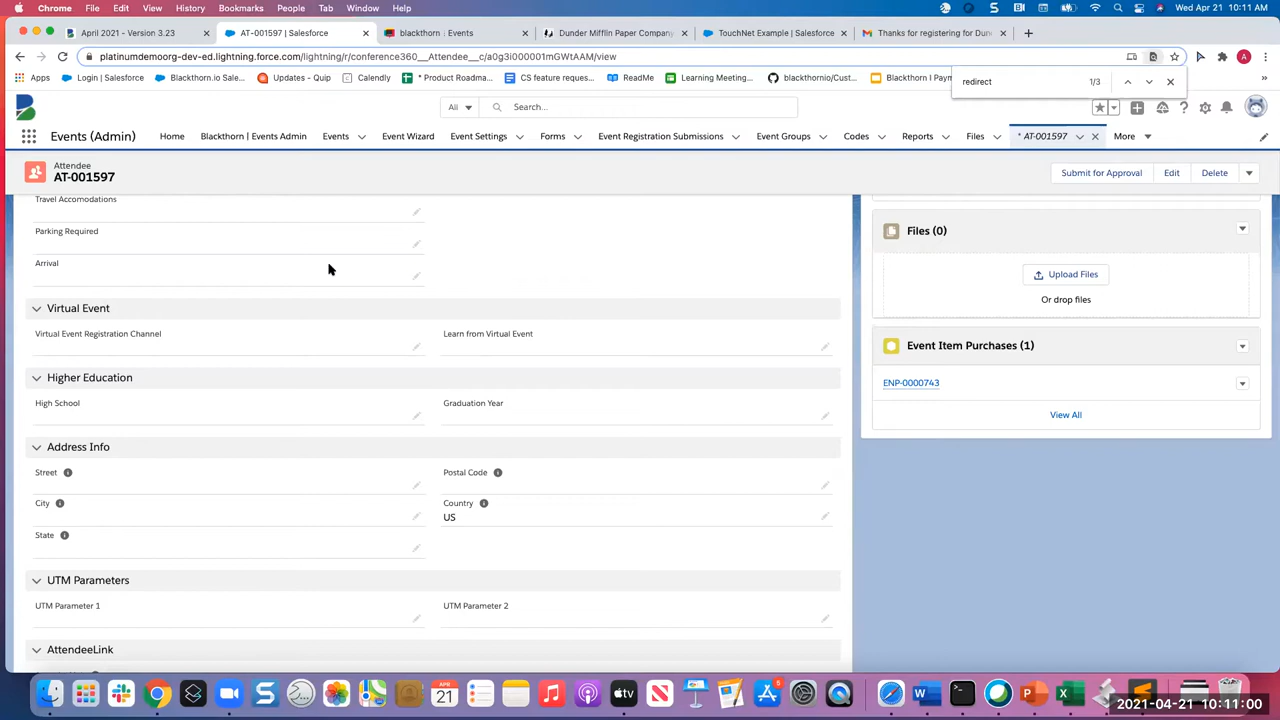 Chrome File Edit View History Bookmarks People Tab Window Help Wed Apr 21 10:11 AM
April 2021 - Version 3.23 AT-001597 | Salesforce blackthorn | Events Dunder Mifflin Paper Company TouchNet Example | Salesforce Thanks for registering for Dun
platinumdemoorg-dev-ed.lightning.force.com/lightning/r/conference360__Attendee__c/a0g3i00001mGWtAAM/view
Apps Login | Salesforce Blackthorn.io Sales... Updates - Quip Calendly * Product Roadma... CS feature reques... ReadMe Learning Meeting... blackthornio/Cust... Blackthorn I Paym
redirect 1/3
All Search...
Events (Admin) Home Blackthorn | Events Admin Events Event Wizard Event Settings Forms Event Registration Submissions Event Groups Codes Reports Files * AT-001597 More
Attendee
AT-001597
Submit for Approval Edit Delete
Travel Accomodations
Parking Required
Arrival
Virtual Event
Virtual Event Registration Channel Learn from Virtual Event
Higher Education
High School Graduation Year
Address Info
Street Postal Code
City Country
US
State
UTM Parameters
UTM Parameter 1 UTM Parameter 2
AttendeeLink
Files (0)
Upload Files
Or drop files
Event Item Purchases (1)
ENP-0000743
View All
2021-04-21 10:11:00